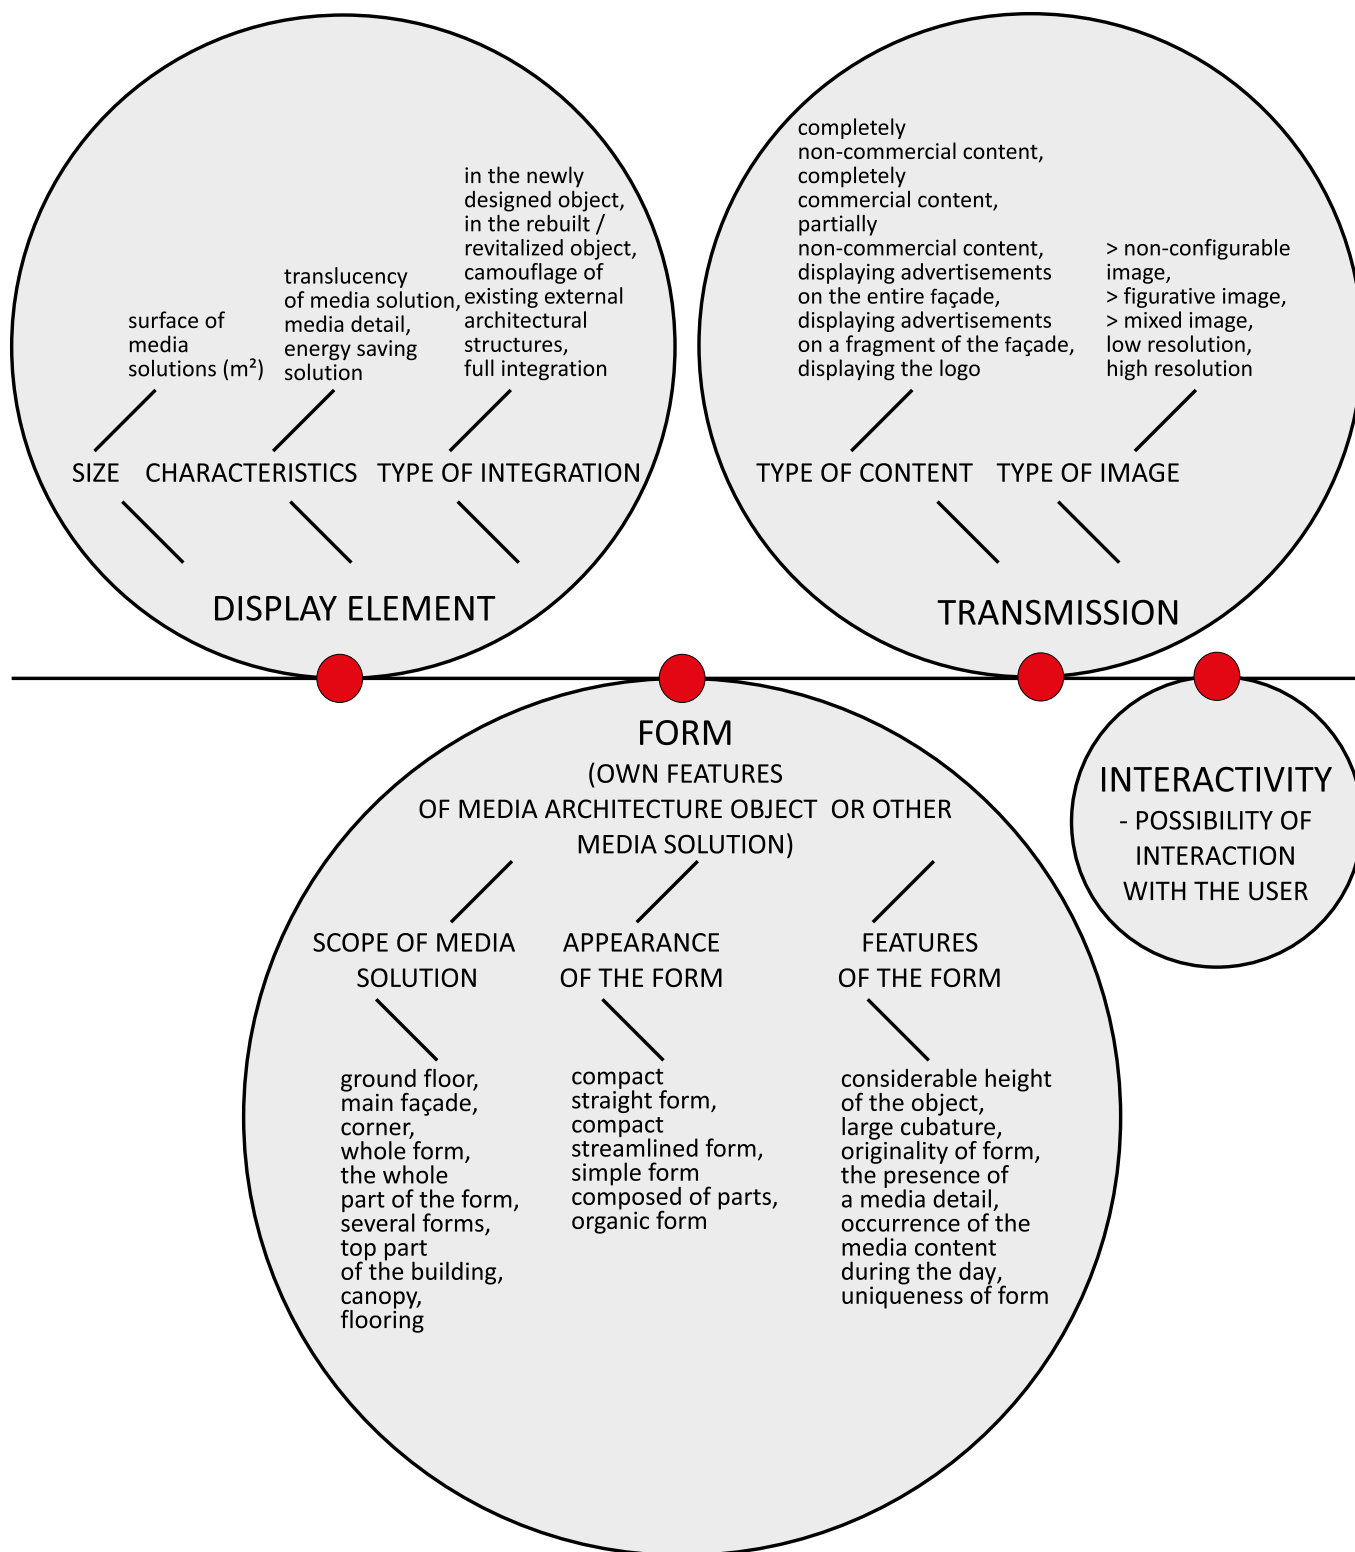 surface of
media
solutions (m²)
translucency
of media solution,
media detail,
energy saving
solution
in the newly
designed object,
in the rebuilt /
revitalized object,
camouflage of
existing external
architectural
structures,
full integration
SIZE
CHARACTERISTICS
TYPE OF INTEGRATION
DISPLAY ELEMENT
completely
non-commercial content,
completely
commercial content,
partially
non-commercial content,
displaying advertisements
on the entire façade,
displaying advertisements
on a fragment of the façade,
displaying the logo
> non-configurable
image,
> figurative image,
> mixed image,
low resolution,
high resolution
TYPE OF CONTENT
TYPE OF IMAGE
TRANSMISSION
FORM
(OWN FEATURES
OF MEDIA ARCHITECTURE OBJECT OR OTHER
MEDIA SOLUTION)
SCOPE OF MEDIA
SOLUTION
APPEARANCE
OF THE FORM
FEATURES
OF THE FORM
ground floor,
main façade,
corner,
whole form,
the whole
part of the form,
several forms,
top part
of the building,
canopy,
flooring
compact
straight form,
compact
streamlined form,
simple form
composed of parts,
organic form
considerable height
of the object,
large cubature,
originality of form,
the presence of
a media detail,
occurrence of the
media content
during the day,
uniqueness of form
INTERACTIVITY
- POSSIBILITY OF
INTERACTION
WITH THE USER